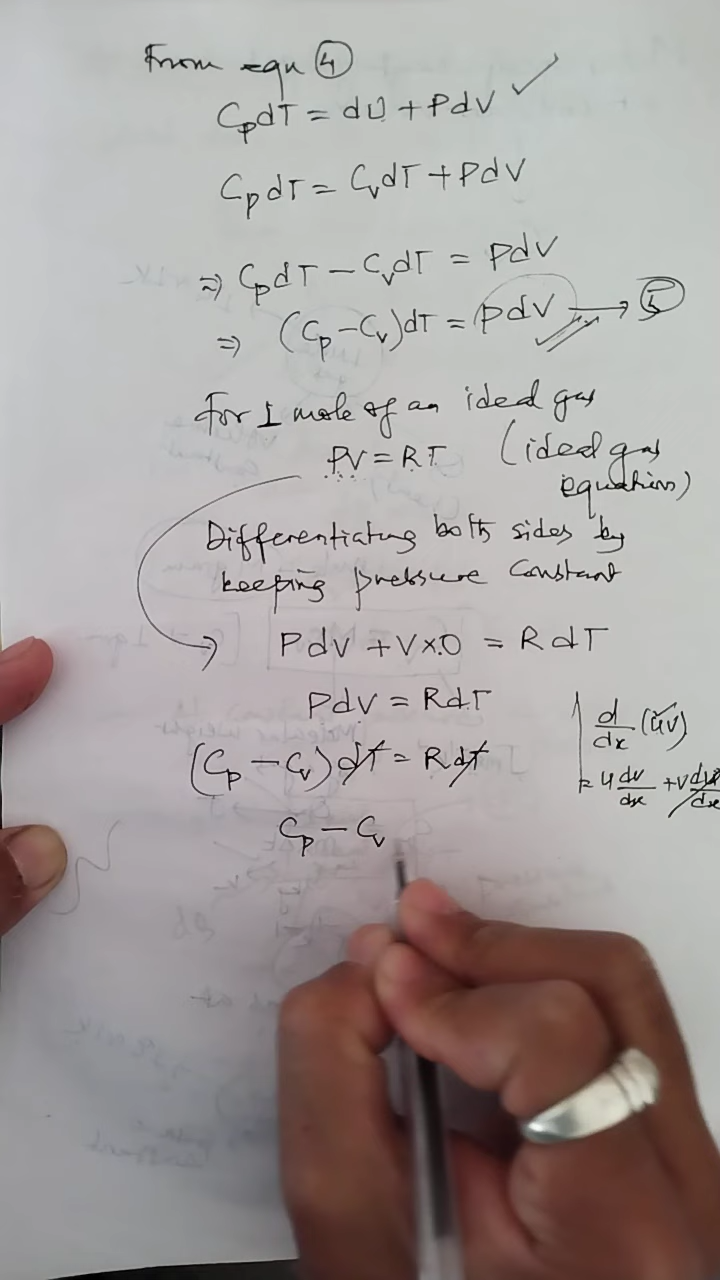 From equ ④
CpdT = dU + PdV ✓
CpdT = CvdT + PdV
⇒ CpdT − CvdT = PdV
⇒ (Cp − Cv)dT = PdV → ⑤
For 1 mole of an ideal gas
PV = RT (ideal gas
equation)
Differentiating both sides by
keeping pressure constant
PdV + V×0 = RdT
PdV = RdT
d/dx (uv)
(Cp − Cv) dT = RdT
= u dv/dx + v du/dx
Cp − Cv